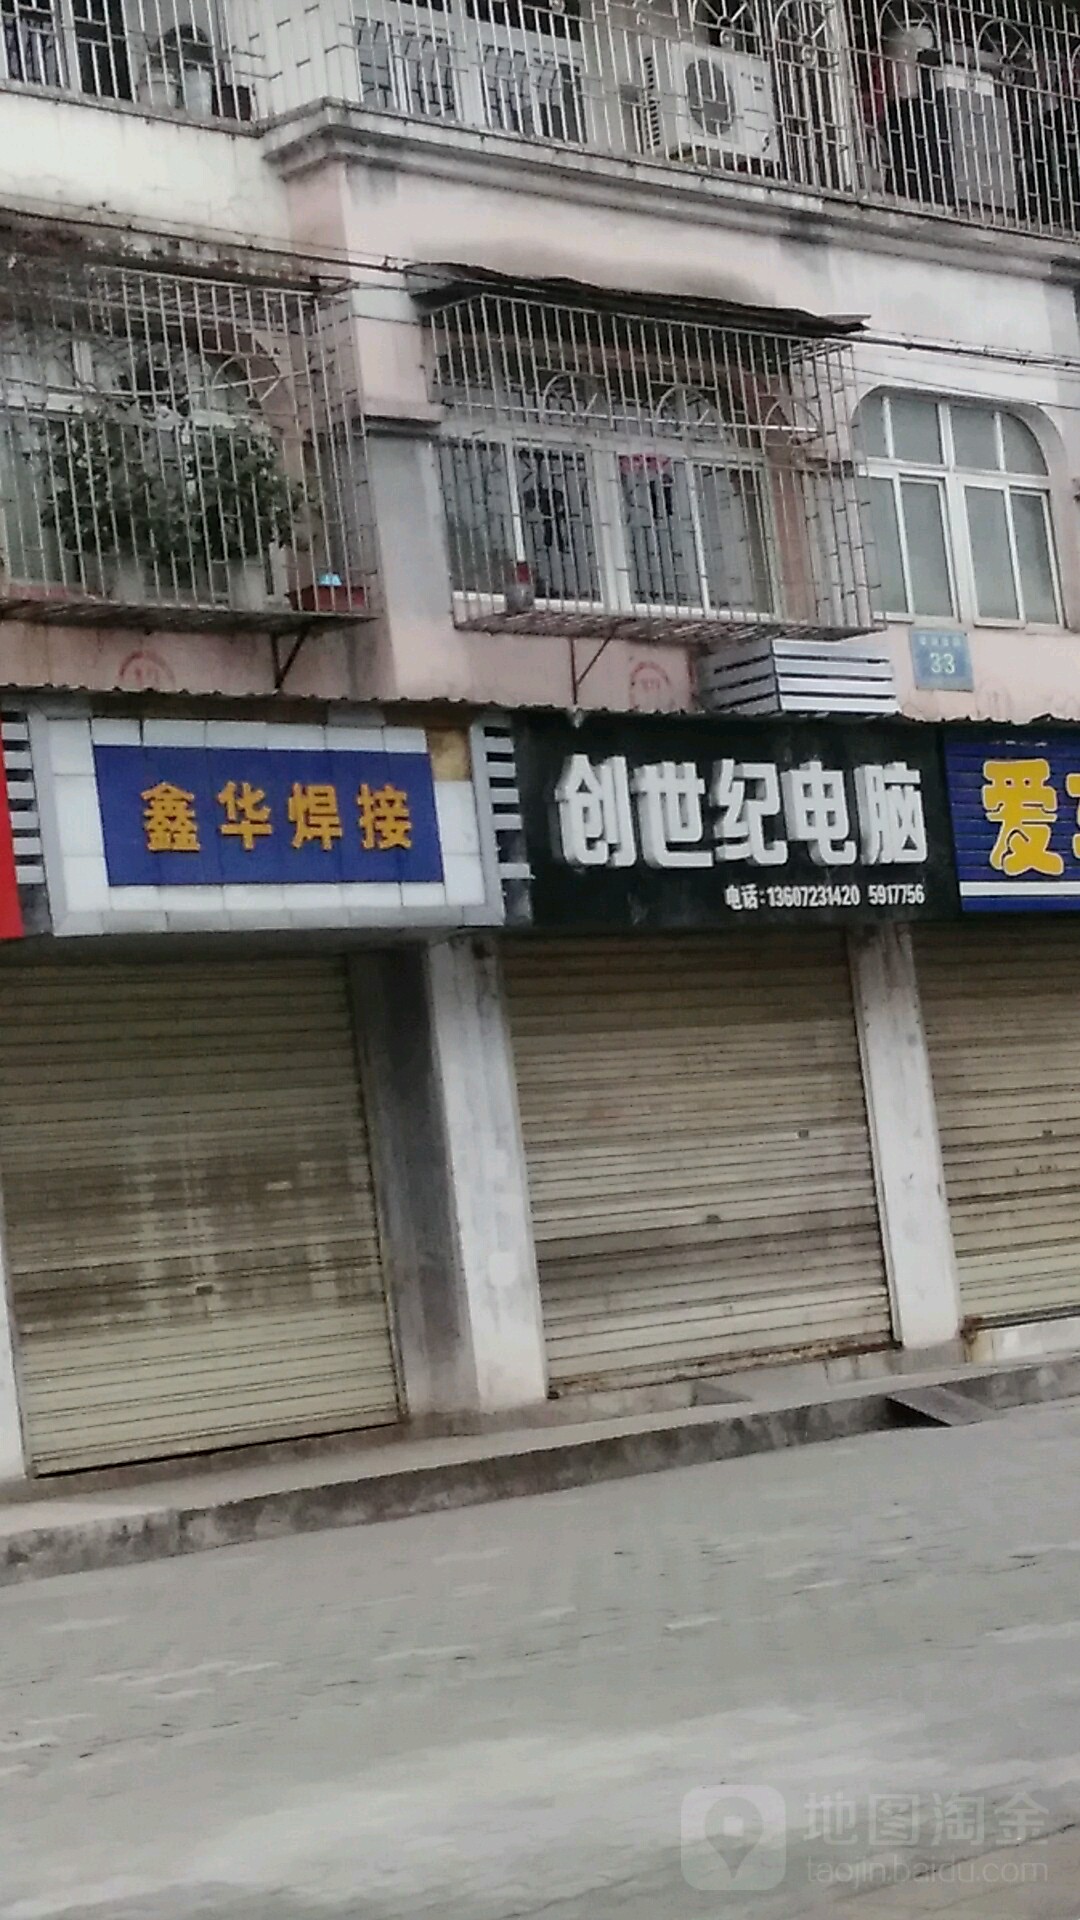 33
鑫华焊接
创世纪电脑
电话:13607231420 5917756
爱
地图淘金
taojin.baidu.com